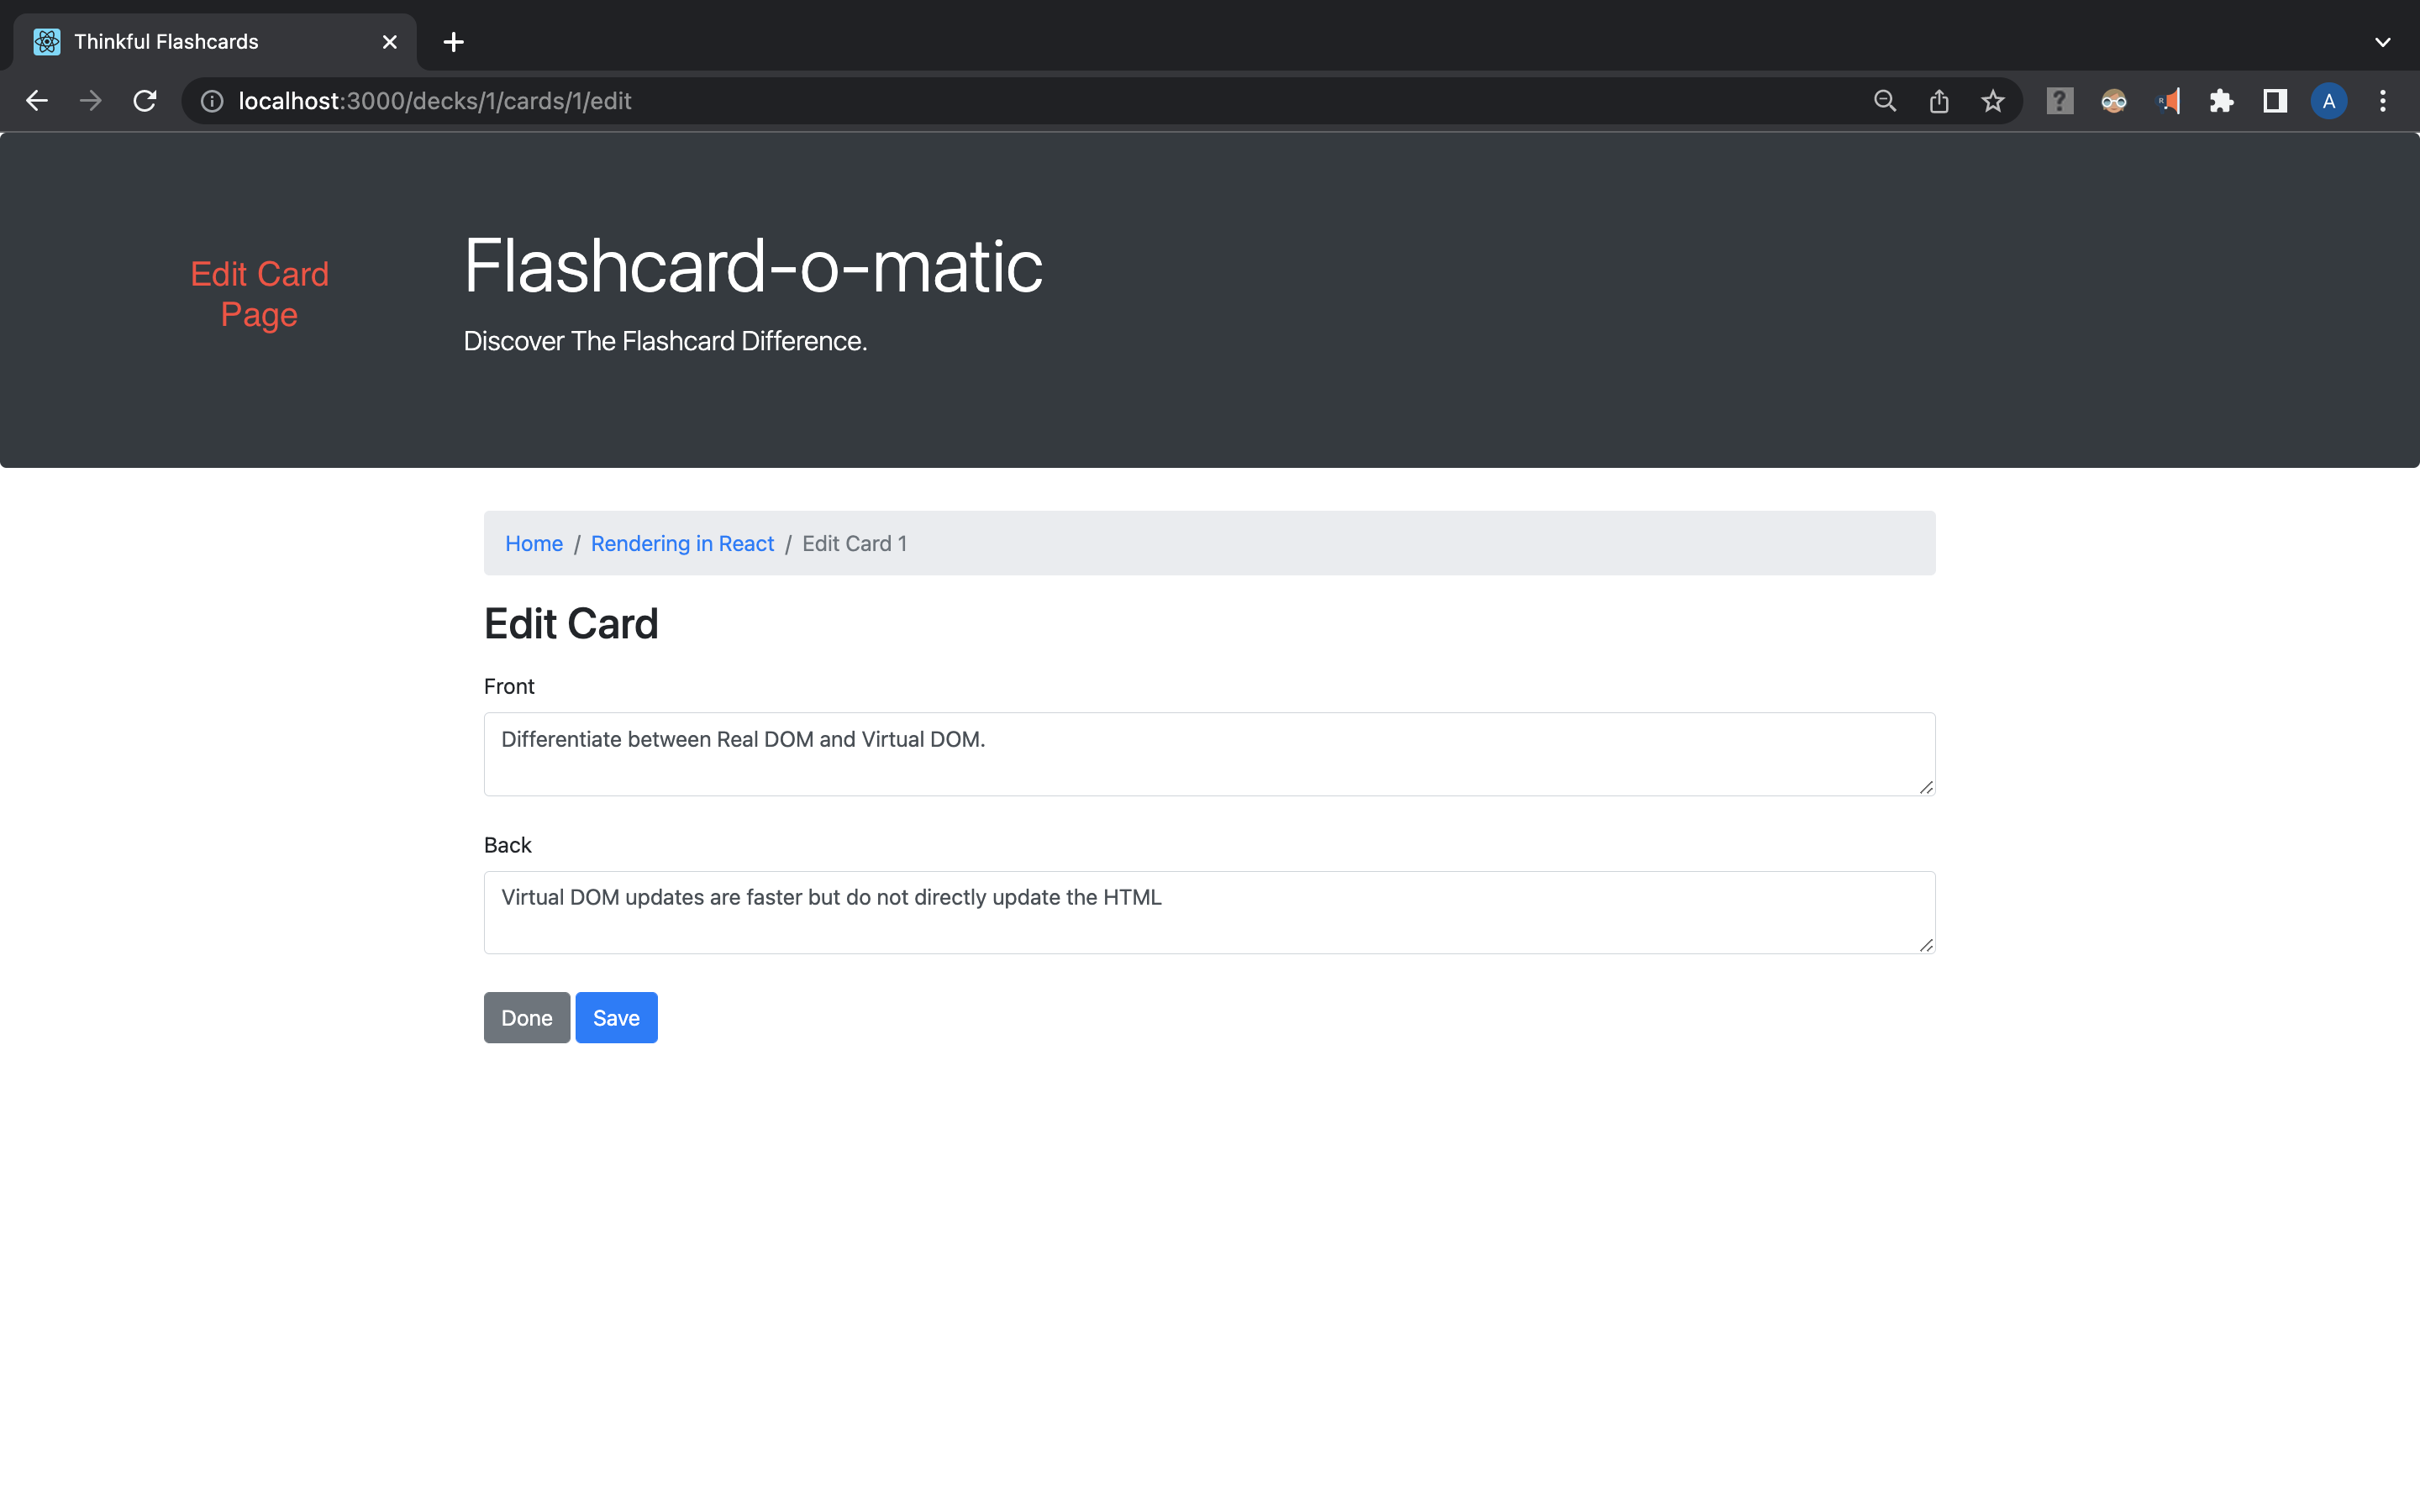 Thinkful Flashcards
localhost:3000/decks/1/cards/1/edit
A
Edit Card
Page
Flashcard-o-matic
Discover The Flashcard Difference.
Home / Rendering in React / Edit Card 1
Edit Card
Front
Differentiate between Real DOM and Virtual DOM.
Back
Virtual DOM updates are faster but do not directly update the HTML
Done Save